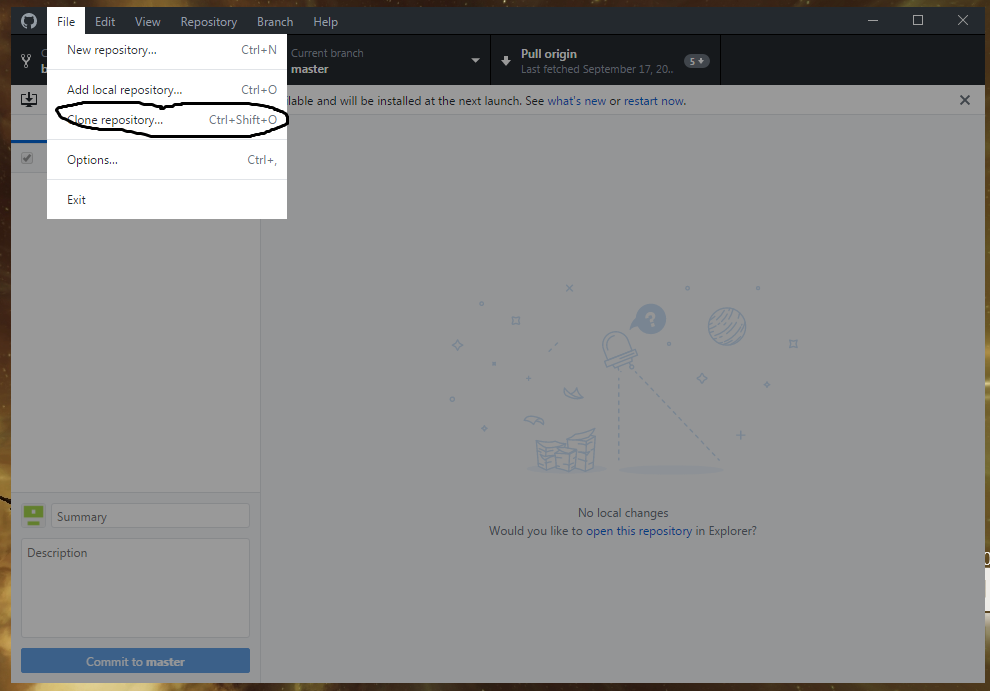 File Edit View Repository Branch Help
New repository... Ctrl+N
Add local repository... Ctrl+O
Clone repository... Ctrl+Shift+O
Options... Ctrl+,
Exit
Current branch
master
Pull origin
Last fetched September 17, 20..
5
lable and will be installed at the next launch. See what's new or restart now.
?
No local changes
Would you like to open this repository in Explorer?
Summary
Description
Commit to master